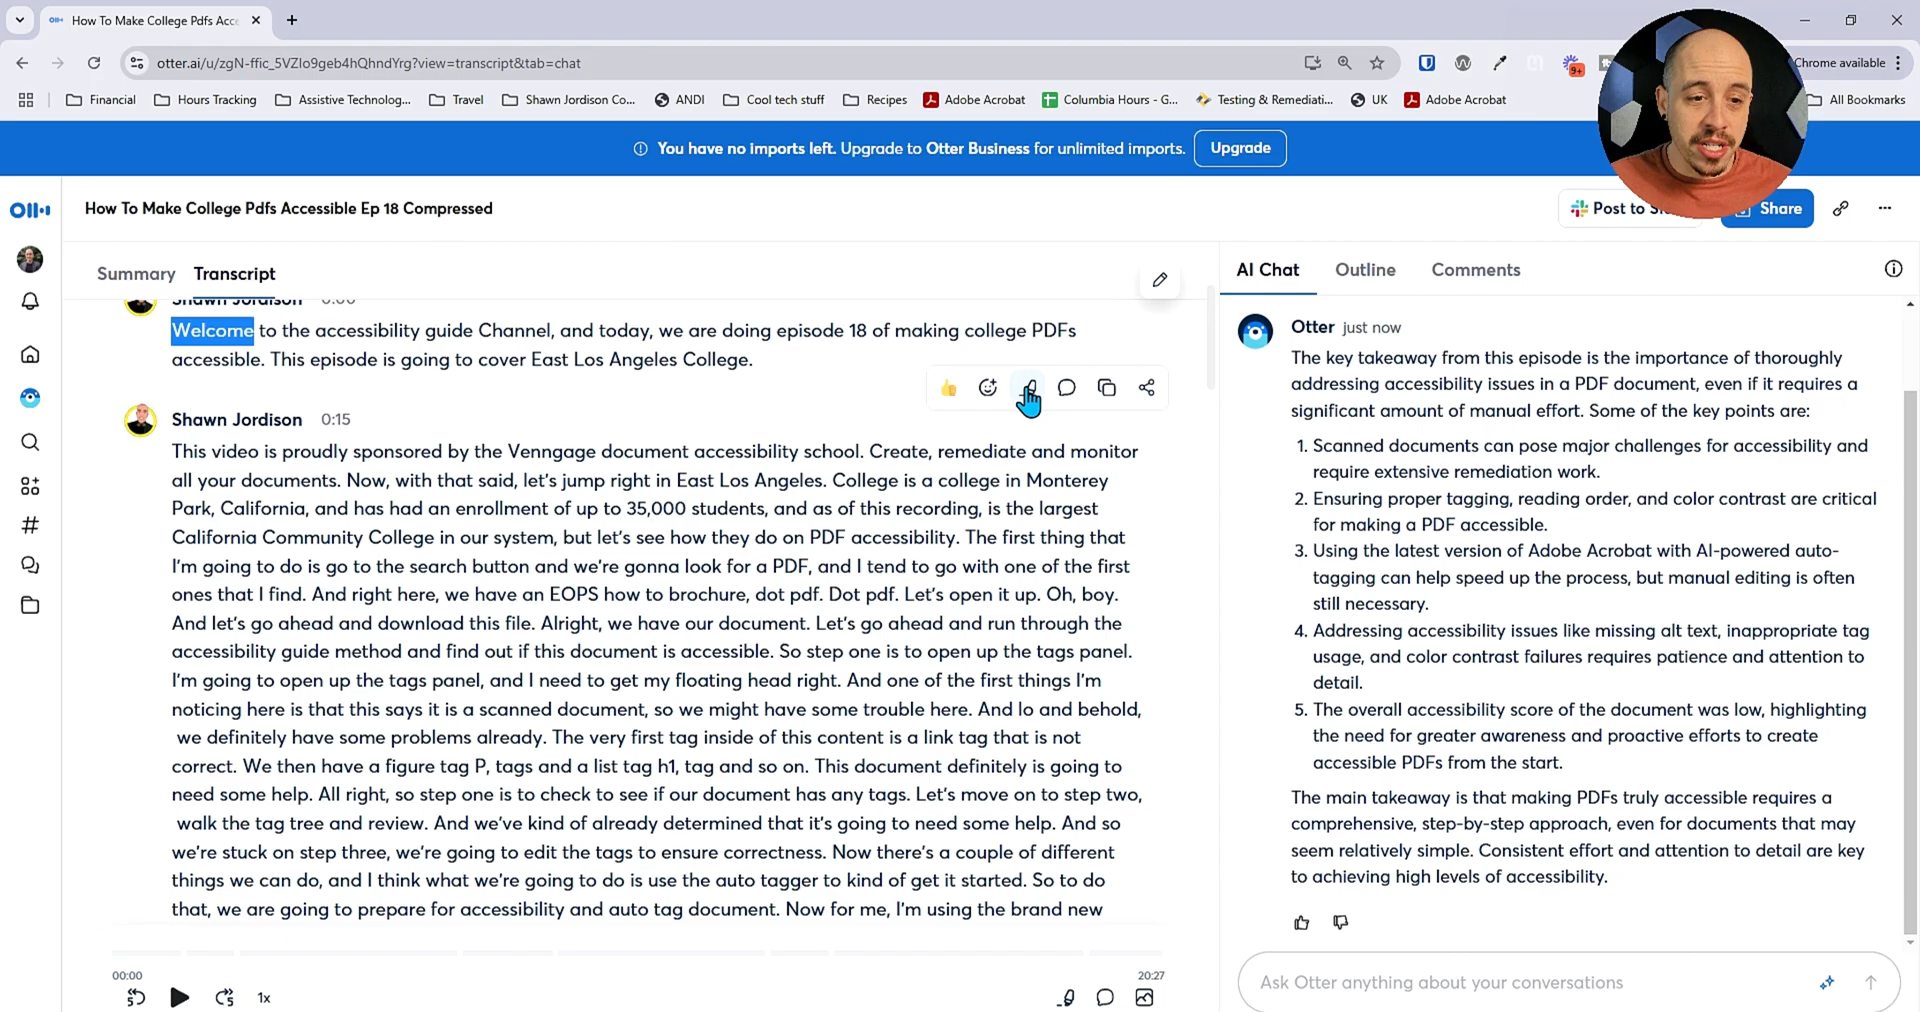 How To Make College Pdfs Acce
otter.ai/u/zgN-ffic_5VZIo9geb4hQhndYrg?view=transcript&tab=chat
9+
Chrome available
Financial
Hours Tracking
Assistive Technolog...
Travel
Shawn Jordison Co...
ANDI
Cool tech stuff
Recipes
Adobe Acrobat
Columbia Hours - G...
Testing & Remediati...
UK
Adobe Acrobat
All Bookmarks
You have no imports left. Upgrade to Otter Business for unlimited imports.
Upgrade
How To Make College Pdfs Accessible Ep 18 Compressed
Post to Sl
Share
Summary
Transcript
Shawn Jordison 0:00
Welcome to the accessibility guide Channel, and today, we are doing episode 18 of making college PDFs
accessible. This episode is going to cover East Los Angeles College.
Shawn Jordison 0:15
This video is proudly sponsored by the Venngage document accessibility school. Create, remediate and monitor
all your documents. Now, with that said, let's jump right in East Los Angeles. College is a college in Monterey
Park, California, and has had an enrollment of up to 35,000 students, and as of this recording, is the largest
California Community College in our system, but let's see how they do on PDF accessibility. The first thing that
I'm going to do is go to the search button and we're gonna look for a PDF, and I tend to go with one of the first
ones that I find. And right here, we have an EOPS how to brochure, dot pdf. Dot pdf. Let's open it up. Oh, boy.
And let's go ahead and download this file. Alright, we have our document. Let's go ahead and run through the
accessibility guide method and find out if this document is accessible. So step one is to open up the tags panel.
I'm going to open up the tags panel, and I need to get my floating head right. And one of the first things I'm
noticing here is that this says it is a scanned document, so we might have some trouble here. And lo and behold,
we definitely have some problems already. The very first tag inside of this content is a link tag that is not
correct. We then have a figure tag P, tags and a list tag h1, tag and so on. This document definitely is going to
need some help. All right, so step one is to check to see if our document has any tags. Let's move on to step two,
walk the tag tree and review. And we've kind of already determined that it's going to need some help. And so
we're stuck on step three, we're going to edit the tags to ensure correctness. Now there's a couple of different
things we can do, and I think what we're going to do is use the auto tagger to kind of get it started. So to do
that, we are going to prepare for accessibility and auto tag document. Now for me, I'm using the brand new
00:00
20:27
5
5
1x
AI Chat
Outline
Comments
Otter just now
The key takeaway from this episode is the importance of thoroughly
addressing accessibility issues in a PDF document, even if it requires a
significant amount of manual effort. Some of the key points are:
1. Scanned documents can pose major challenges for accessibility and
require extensive remediation work.
2. Ensuring proper tagging, reading order, and color contrast are critical
for making a PDF accessible.
3. Using the latest version of Adobe Acrobat with AI-powered auto-
tagging can help speed up the process, but manual editing is often
still necessary.
4. Addressing accessibility issues like missing alt text, inappropriate tag
usage, and color contrast failures requires patience and attention to
detail.
5. The overall accessibility score of the document was low, highlighting
the need for greater awareness and proactive efforts to create
accessible PDFs from the start.
The main takeaway is that making PDFs truly accessible requires a
comprehensive, step-by-step approach, even for documents that may
seem relatively simple. Consistent effort and attention to detail are key
to achieving high levels of accessibility.
Ask Otter anything about your conversations